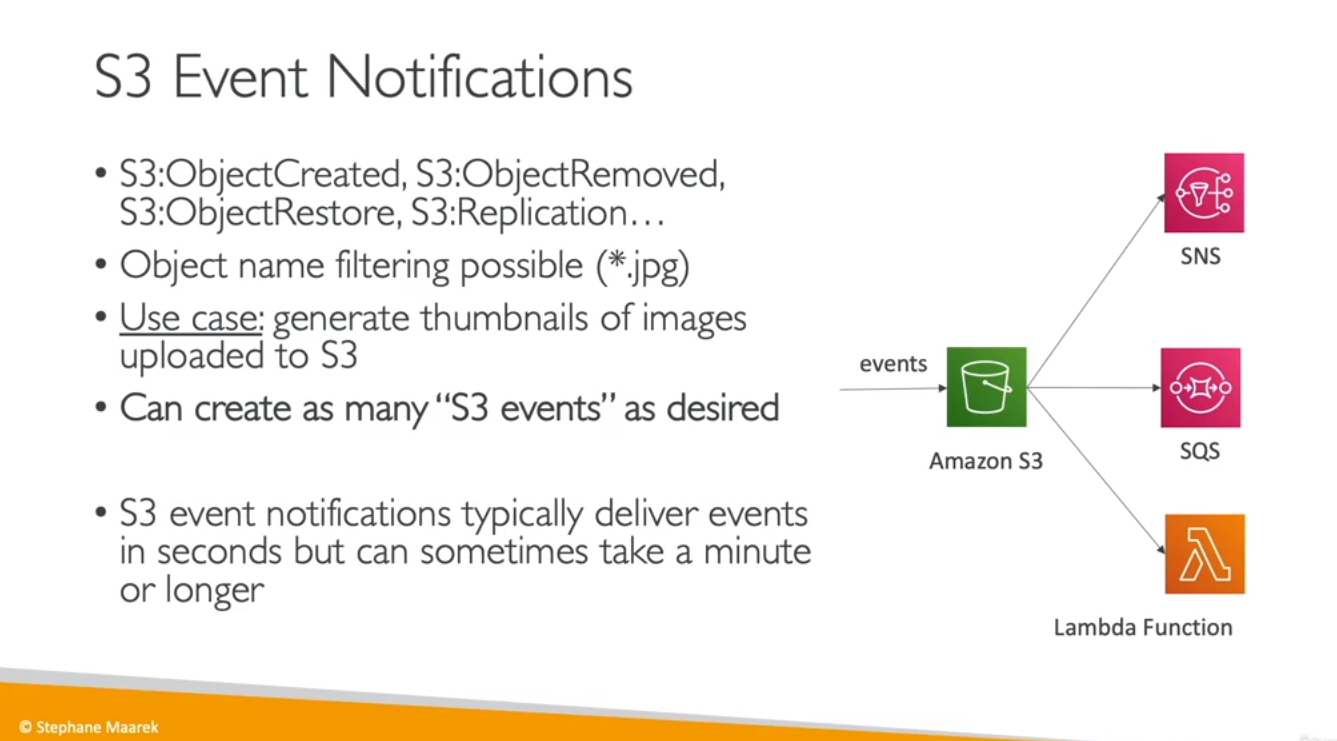 S3 Event Notifications
• S3:ObjectCreated, S3:ObjectRemoved,
S3:ObjectRestore, S3:Replication…
• Object name filtering possible (*.jpg)
• Use case: generate thumbnails of images
uploaded to S3
• Can create as many “S3 events” as desired
• S3 event notifications typically deliver events
in seconds but can sometimes take a minute
or longer
events
Amazon S3
SNS
SQS
Lambda Function
© Stephane Maarek